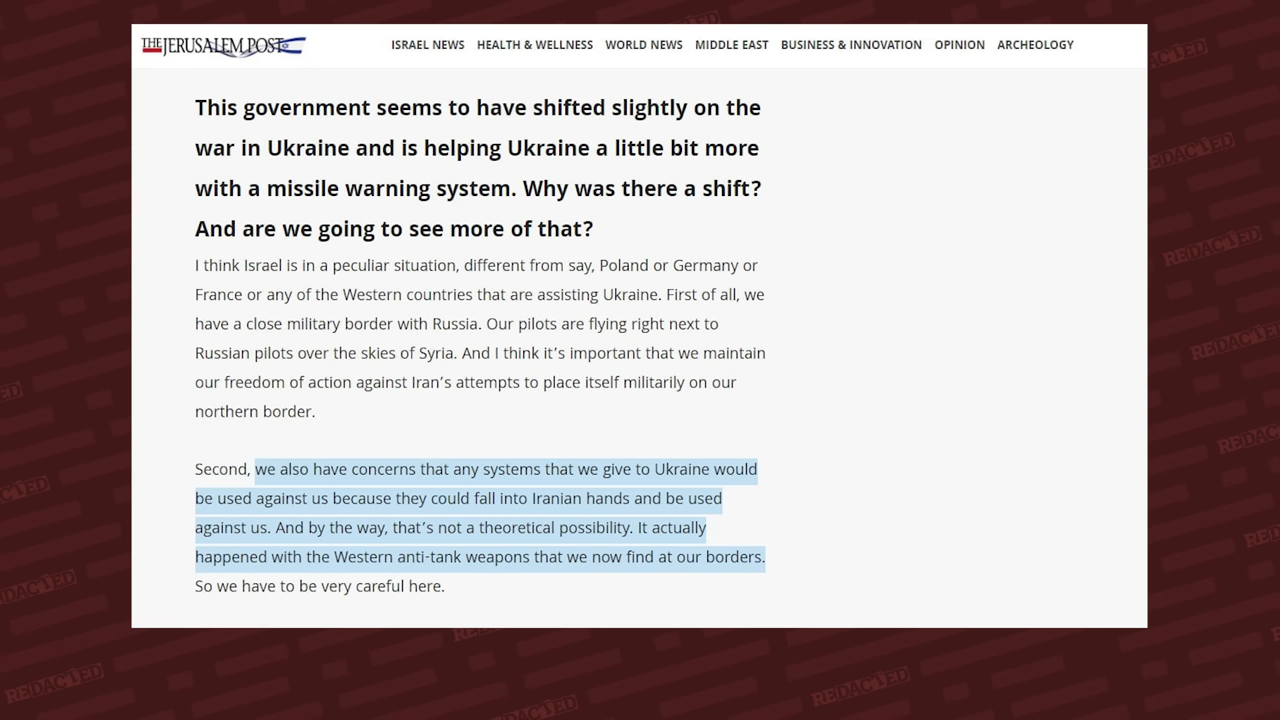 THE JERUSALEM POST
ISRAEL NEWS HEALTH & WELLNESS WORLD NEWS MIDDLE EAST BUSINESS & INNOVATION OPINION ARCHEOLOGY
This government seems to have shifted slightly on the
war in Ukraine and is helping Ukraine a little bit more
with a missile warning system. Why was there a shift?
And are we going to see more of that?
I think Israel is in a peculiar situation, different from say, Poland or Germany or
France or any of the Western countries that are assisting Ukraine. First of all, we
have a close military border with Russia. Our pilots are flying right next to
Russian pilots over the skies of Syria. And I think it’s important that we maintain
our freedom of action against Iran’s attempts to place itself militarily on our
northern border.
Second, we also have concerns that any systems that we give to Ukraine would
be used against us because they could fall into Iranian hands and be used
against us. And by the way, that’s not a theoretical possibility. It actually
happened with the Western anti-tank weapons that we now find at our borders.
So we have to be very careful here.
REDACTED
REDACTED
REDACTED
REDACTED
REDACTED
REDACTED